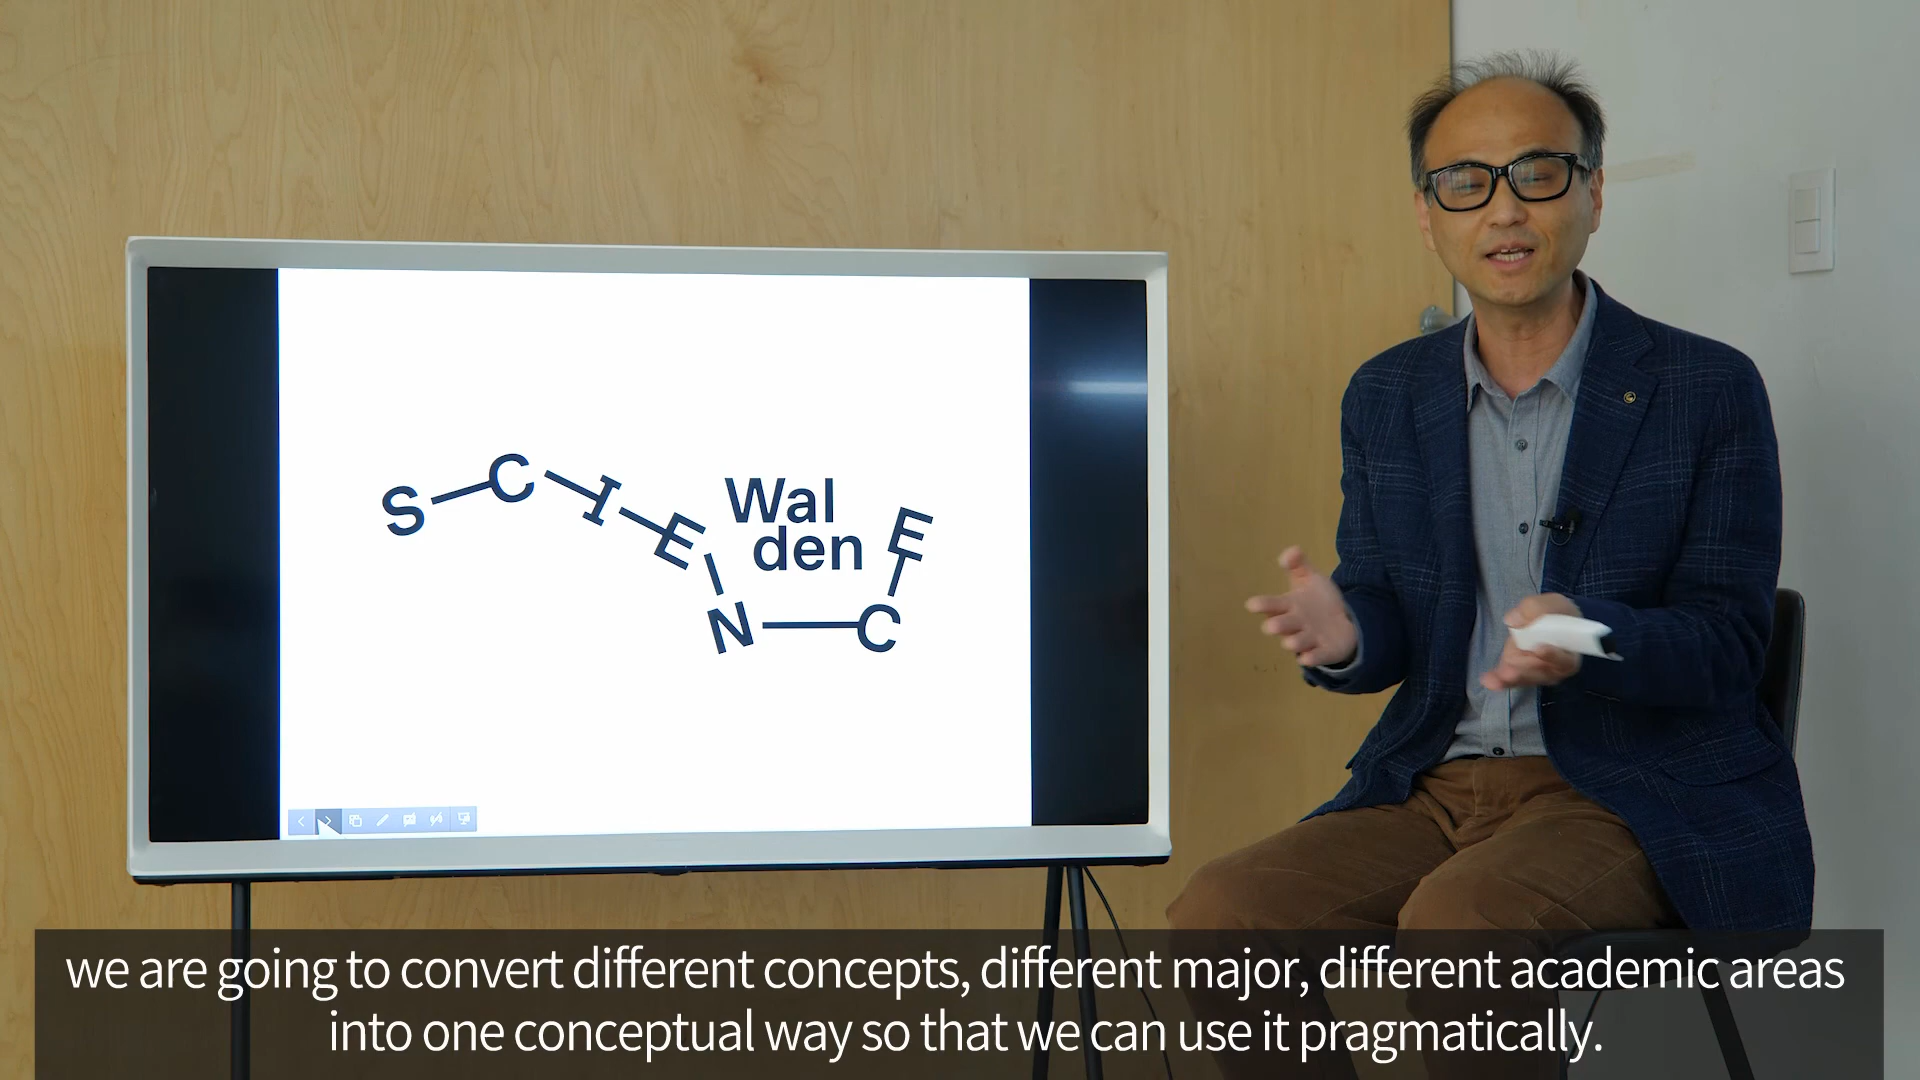 SCIENCE
Wal
den
we are going to convert different concepts, different major, different academic areas
into one conceptual way so that we can use it pragmatically.